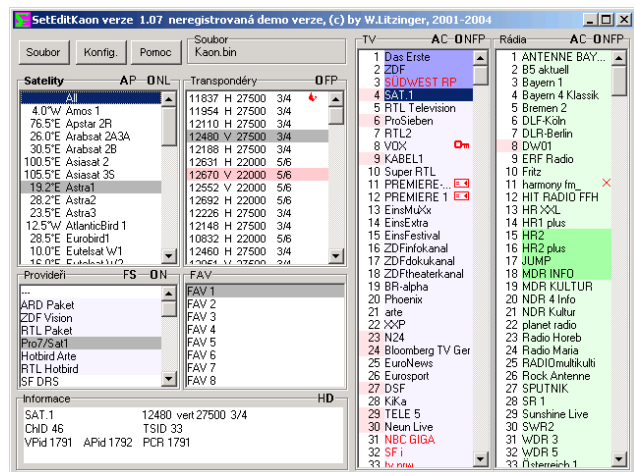 SetEditKaon verze 1.07 neregistrovaná demo verze, (c) by W.Litzinger, 2001-2004
Soubor Konfig. Pomoc
Soubor
Kaon.bin
Satelity AP ONL
All
4.0°W Amos 1
76.5°E Apstar 2R
26.0°E Arabsat 2A3A
30.5°E Arabsat 2B
100.5°E Asiasat 2
105.5°E Asiasat 3S
19.2°E Astra1
28.2°E Astra2
23.5°E Astra3
12.5°W AtlanticBird 1
28.5°E Eurobird1
10.0°E Eutelsat W1
16.0°E Eutelsat W2
Transpondéry OFP
11837 H 27500 3/4
11954 H 27500 3/4
12110 H 27500 3/4
12480 V 27500 3/4
12188 H 27500 3/4
12631 H 22000 5/6
12670 V 22000 5/6
12552 V 22000 5/6
12692 H 22000 5/6
12226 H 27500 3/4
12148 H 27500 3/4
10832 H 22000 5/6
12460 H 27500 3/4
12051 V 27500 3/4
Provideři FS ON
---
ARD Paket
ZDF Vision
RTL Paket
Pro7/Sat1
Hotbird Arte
RTL Hotbird
SF DRS
FAV
FAV 1
FAV 2
FAV 3
FAV 4
FAV 5
FAV 6
FAV 7
FAV 8
Informace HD
SAT.1 12480 vert 27500 3/4
ChID 46 TSID 33
VPid 1791 APid 1792 PCR 1791
TV AC ONFP
1 Das Erste
2 ZDF
3 SÜDWEST RP
4 SAT.1
5 RTL Television
6 ProSieben
7 RTL2
8 VOX
9 KABEL1
10 Super RTL
11 PREMIERE-...
12 PREMIERE 1
13 EinsMuXx
14 EinsExtra
15 EinsFestival
16 ZDFinfokanal
17 ZDFdokukanal
18 ZDFtheaterkanal
19 BR-alpha
20 Phoenix
21 arte
22 XXP
23 N24
24 Bloomberg TV Ger
25 EuroNews
26 Eurosport
27 DSF
28 KiKa
29 TELE 5
30 Neun Live
31 NBC GIGA
32 SF i
33 tv.nrw
Rádia AC ONFP
1 ANTENNE BAY...
2 B5 aktuell
3 Bayern 1
4 Bayern 4 Klassik
5 Bremen 2
6 DLF-Köln
7 DLR-Berlin
8 DW01
9 ERF Radio
10 Fritz
11 harmony fm_
12 HIT RADIO FFH
13 HR XXL
14 HR1 plus
15 HR2
16 HR2 plus
17 JUMP
18 MDR INFO
19 MDR KULTUR
20 NDR 4 Info
21 NDR Kultur
22 planet radio
23 Radio Horeb
24 Radio Maria
25 RADIOmultikulti
26 Rock Antenne
27 SPUTNIK
28 SR 1
29 Sunshine Live
30 SWR2
31 WDR 3
32 WDR 5
33 Österreich 1